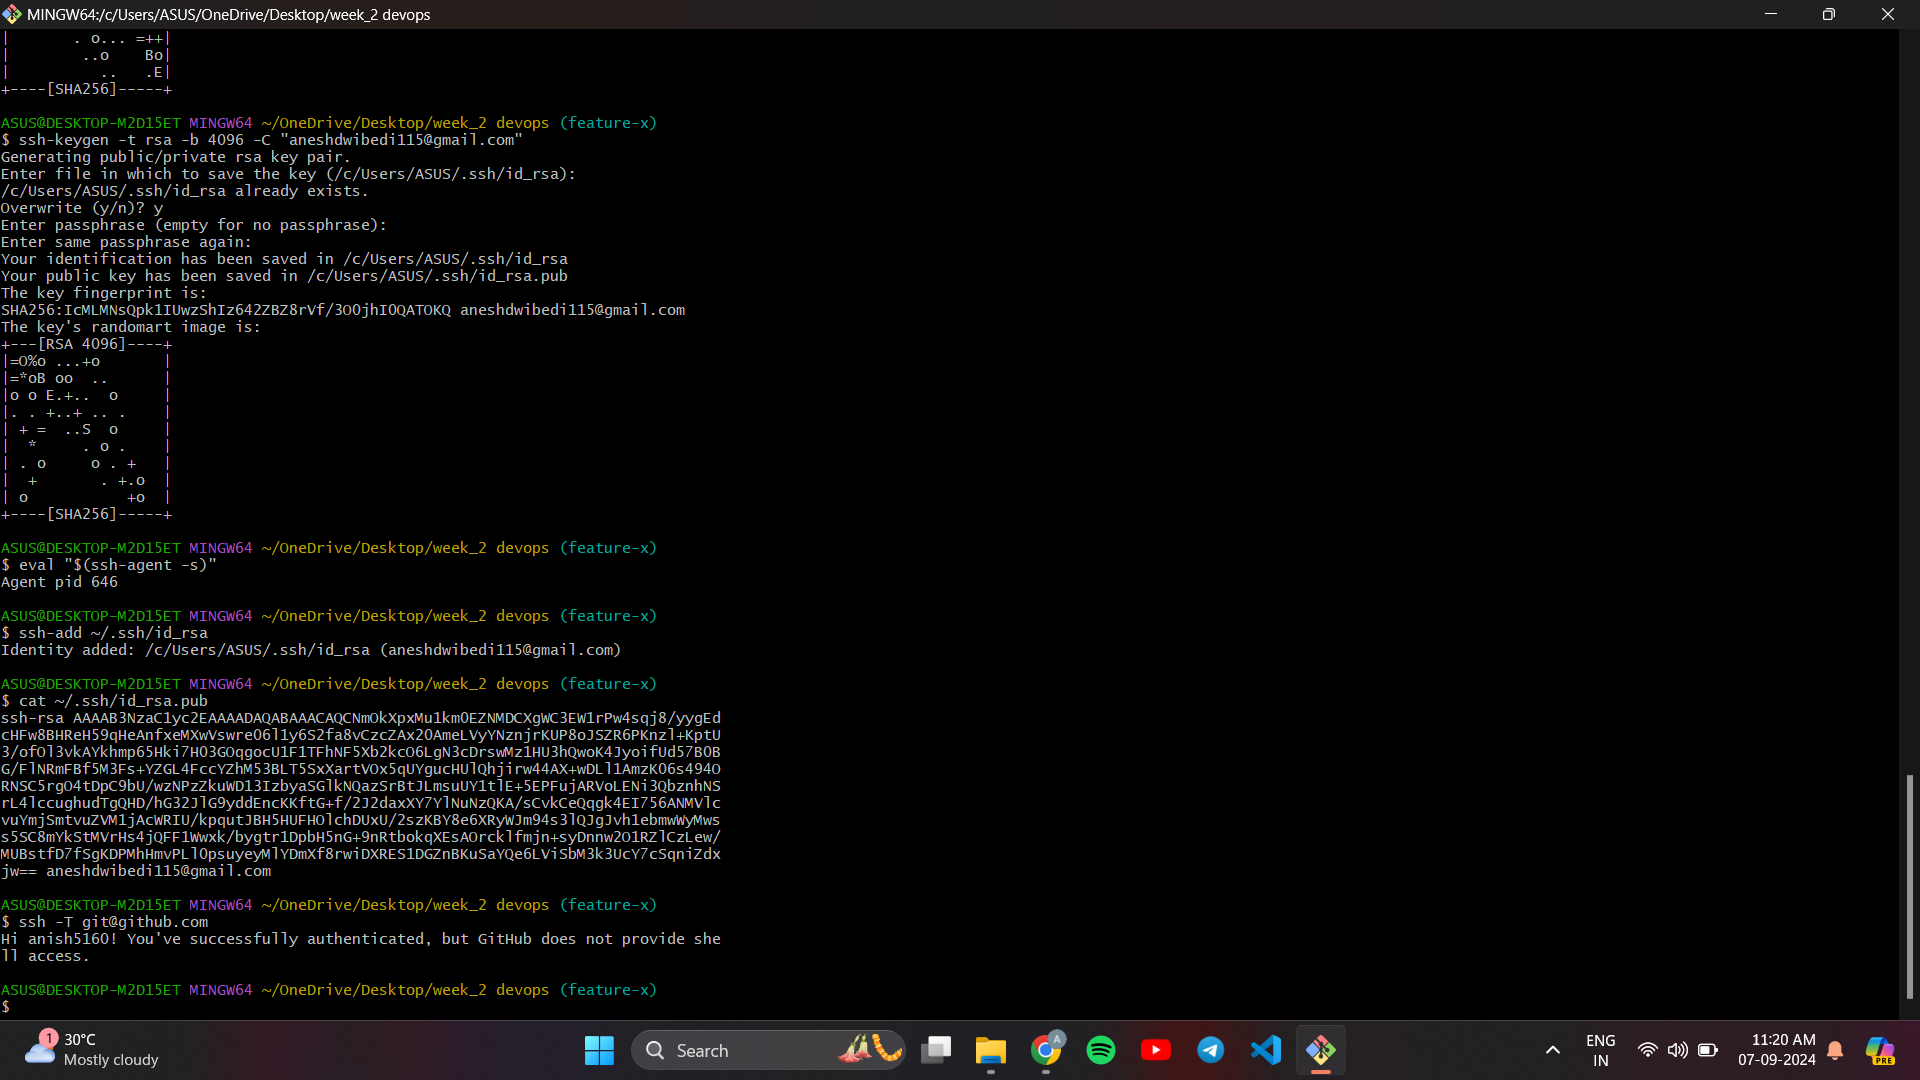 MINGW64:/c/Users/ASUS/OneDrive/Desktop/week_2 devops
|       . o... =++|
|        ..o    Bo|
|          ..   .E|
+----[SHA256]-----+
ASUS@DESKTOP-M2D15ET MINGW64 ~/OneDrive/Desktop/week_2 devops (feature-x)
$ ssh-keygen -t rsa -b 4096 -C "aneshdwibedi115@gmail.com"
Generating public/private rsa key pair.
Enter file in which to save the key (/c/Users/ASUS/.ssh/id_rsa):
/c/Users/ASUS/.ssh/id_rsa already exists.
Overwrite (y/n)? y
Enter passphrase (empty for no passphrase):
Enter same passphrase again:
Your identification has been saved in /c/Users/ASUS/.ssh/id_rsa
Your public key has been saved in /c/Users/ASUS/.ssh/id_rsa.pub
The key fingerprint is:
SHA256:IcMLMNsQpk1IUwzShIz642ZBZ8rVf/3OOjhI0QATOKQ aneshdwibedi115@gmail.com
The key's randomart image is:
+---[RSA 4096]----+
|=O%o ...+o       |
|=*oB oo  ..      |
|o o E.+..  o     |
|. . +..+ .. .    |
| + =  ..S  o     |
|  *     . o .    |
| . o     o . +   |
|  +       . +.o  |
| o           +o  |
+----[SHA256]-----+
ASUS@DESKTOP-M2D15ET MINGW64 ~/OneDrive/Desktop/week_2 devops (feature-x)
$ eval "$(ssh-agent -s)"
Agent pid 646
ASUS@DESKTOP-M2D15ET MINGW64 ~/OneDrive/Desktop/week_2 devops (feature-x)
$ ssh-add ~/.ssh/id_rsa
Identity added: /c/Users/ASUS/.ssh/id_rsa (aneshdwibedi115@gmail.com)
ASUS@DESKTOP-M2D15ET MINGW64 ~/OneDrive/Desktop/week_2 devops (feature-x)
$ cat ~/.ssh/id_rsa.pub
ssh-rsa AAAAB3NzaC1yc2EAAAADAQABAAACAQCNmOkXpxMu1km0EZNMDCXgWC3EW1rPw4sqj8/yygEd
cHFw8BHReH59qHeAnfxeMXwVswreO6l1y6S2fa8vCzcZAx2OAmeLVyYNznjrKUP8oJSZR6PKnzl+KptU
3/ofOl3vkAYkhmp65Hki7H03GOqgocU1F1TFhNF5Xb2kcO6LgN3cDrswMz1HU3hQwoK4JyoifUd57B0B
G/FlNRmFBf5M3Fs+YZGL4FccYZhM53BLT5SxXartVOx5qUYgucHUlQhjirw44AX+wDLl1AmzK06s494O
RNSC5rgO4tDpC9bU/wzNPzZkuWD13IzbyaSGlkNQazSrBtJLmsuUY1tlE+5EPFujARVoLENi3QbznhNS
rL4lccughudTgQHD/hG32JlG9yddEncKKftG+f/2J2daxXY7YlNuNzQKA/sCvkCeQqgk4EI756ANMVlc
vuYmjSmtvuZVM1jAcWRIU/kpqutJBH5HUFHOlchDUxU/2szKBY8e6XRyWJm94s3lQJgJvh1ebmwWyMws
s5SC8mYkStMVrHs4jQFF1Wwxk/bygtr1DpbH5nG+9nRtbokqXEsAOrcklfmjn+syDnnw2O1RZlCzLew/
MUBstfD7fSgKDPMhHmvPLl0psuyeyMlYDmXf8rwiDXRES1DGZnBKuSaYQe6LViSbM3k3UcY7cSqniZdx
jw== aneshdwibedi115@gmail.com
ASUS@DESKTOP-M2D15ET MINGW64 ~/OneDrive/Desktop/week_2 devops (feature-x)
$ ssh -T git@github.com
Hi anish5160! You've successfully authenticated, but GitHub does not provide she
ll access.
ASUS@DESKTOP-M2D15ET MINGW64 ~/OneDrive/Desktop/week_2 devops (feature-x)
$
1
30°C
Mostly cloudy
Search
A
ENG
IN
11:20 AM
07-09-2024
PRE